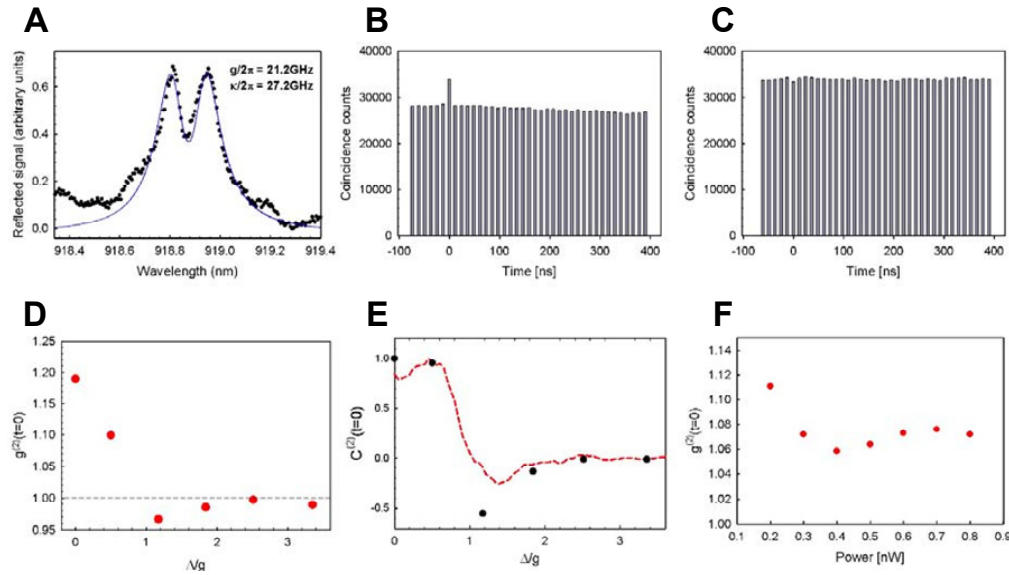 A
Reflected signal (arbitrary units)
0.6
0.4
0.2
0.0
g/2π = 21.2GHz
κ/2π = 27.2GHz
918.4 918.6 918.8 919.0 919.2 919.4
Wavelength (nm)
B
Coincidence counts
40000
30000
20000
10000
0
-100 0 100 200 300 400
Time [ns]
C
Coincidence counts
40000
30000
20000
10000
0
-100 0 100 200 300 400
Time [ns]
D
g(2)(t=0)
1.25
1.20
1.15
1.10
1.05
1.00
0.95
0 1 2 3
Δ/g
E
C(2)(t=0)
1.0
0.5
0.0
-0.5
0 1 2 3
Δ/g
F
g(2)(t=0)
1.14
1.12
1.10
1.08
1.06
1.04
1.02
1.00
0.1 0.2 0.3 0.4 0.5 0.6 0.7 0.8 0.9
Power [nW]